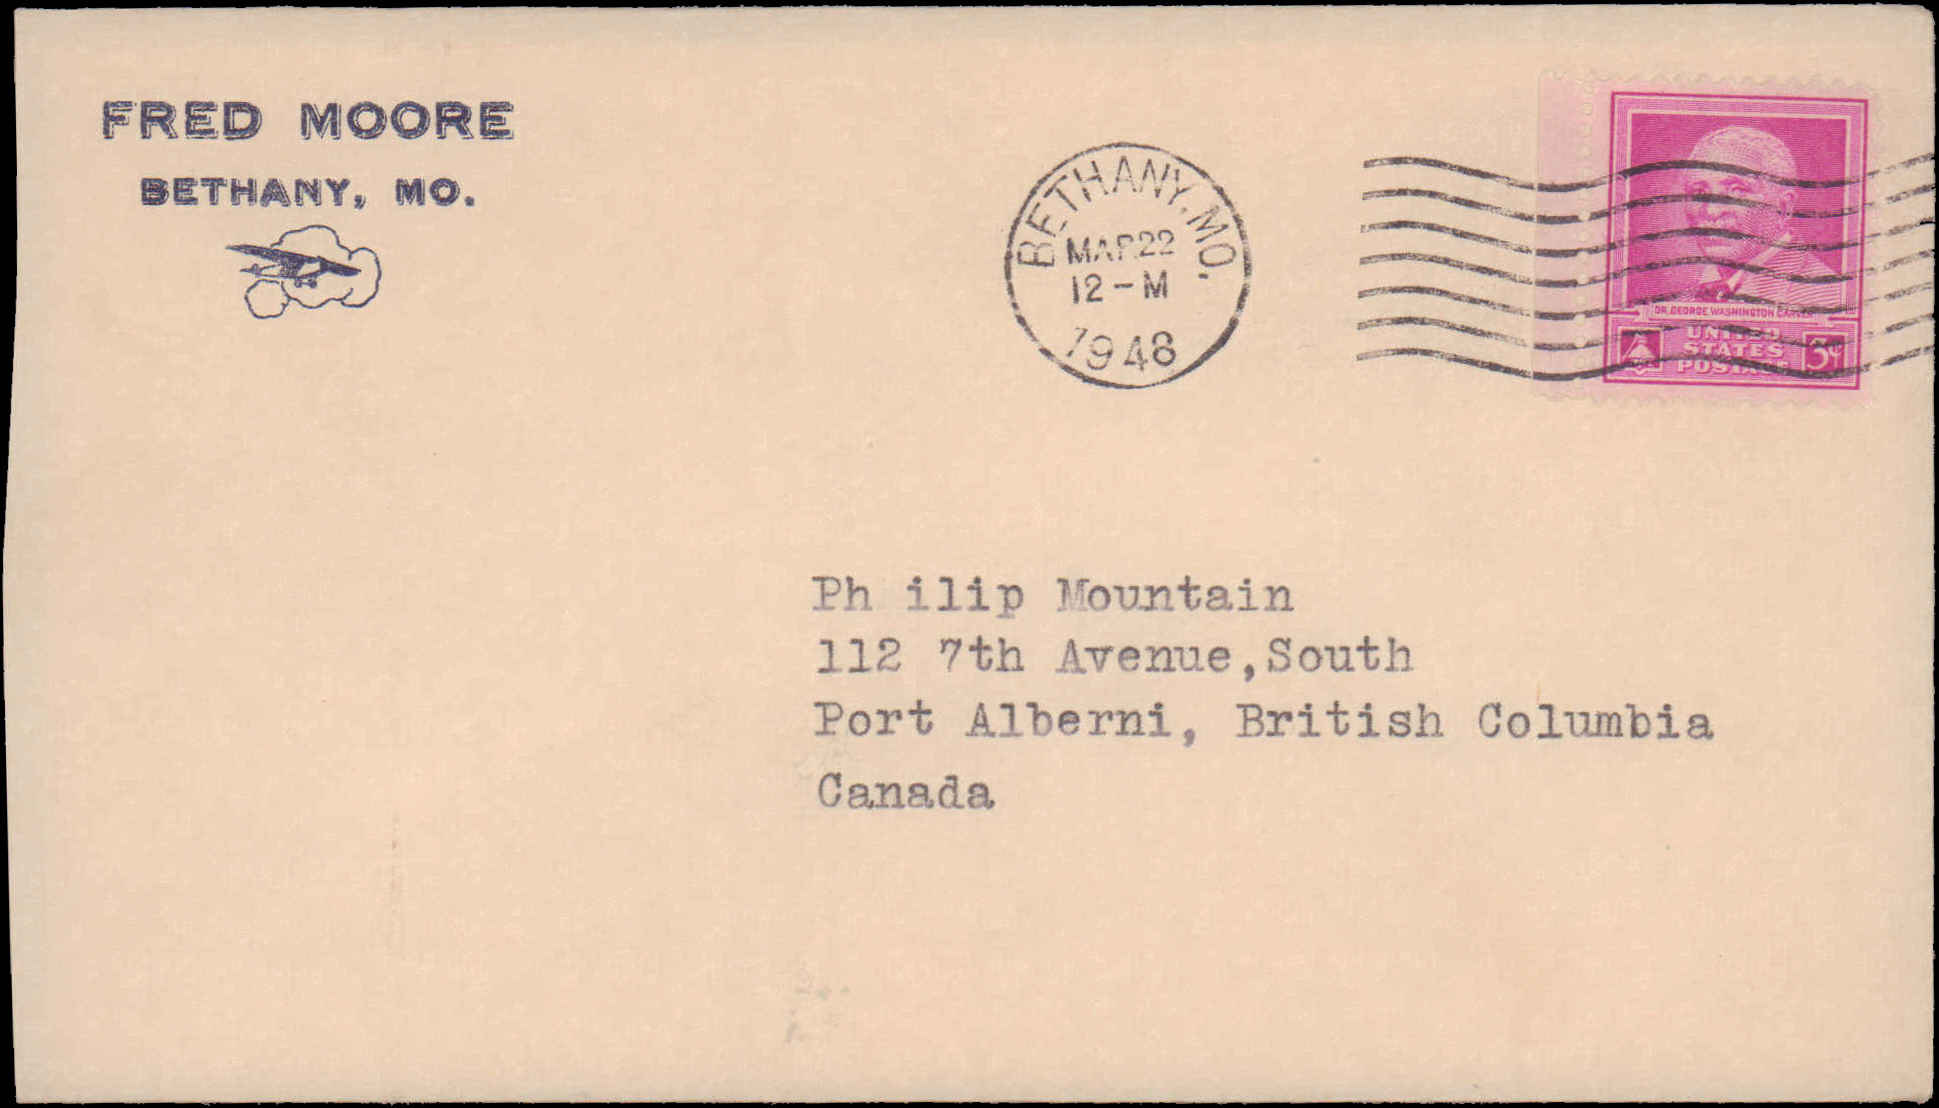 FRED MOORE
BETHANY, MO.
BETHANY, MO.
MAR 22
12-M
1948
DR. GEORGE WASHINGTON CARVER
UNITED
STATES
POSTAGE
3¢
Ph ilip Mountain
112 7th Avenue,South
Port Alberni, British Columbia
Canada